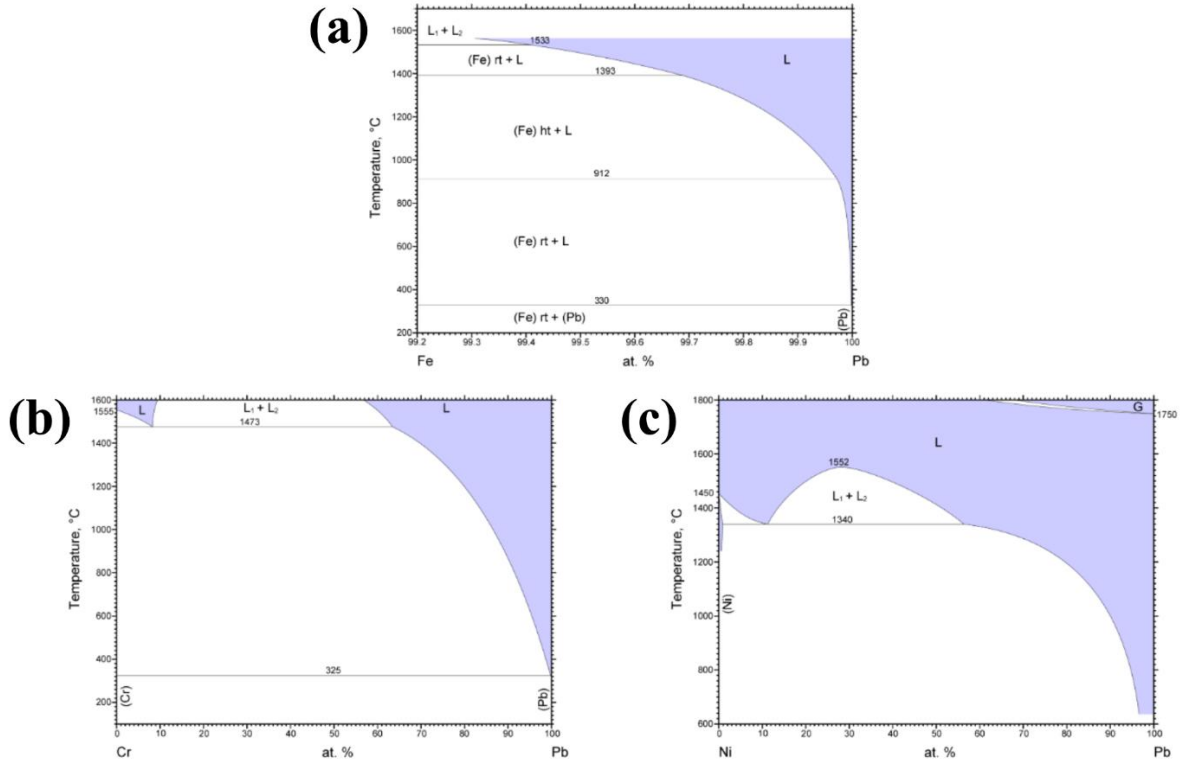 (a)
Temperature, °C
1600
1400
1200
1000
800
600
400
200
L₁ + L₂
1533
(Fe) rt + L
L
1393
(Fe) ht + L
912
(Fe) rt + L
330
(Fe) rt + (Pb)
(Pb)
99.2 99.3 99.4 99.5 99.6 99.7 99.8 99.9 100
Fe at. % Pb
(b)
Temperature, °C
1600
1555
1400
1200
1000
800
600
400
200
L
L₁ + L₂
L
1473
325
(Cr)
(Pb)
0 10 20 30 40 50 60 70 80 90 100
Cr at. % Pb
(c)
Temperature, °C
1800
1600
1450
1400
1200
1000
800
600
G
1750
L
1552
L₁ + L₂
1340
(Ni)
0 10 20 30 40 50 60 70 80 90 100
Ni at. % Pb